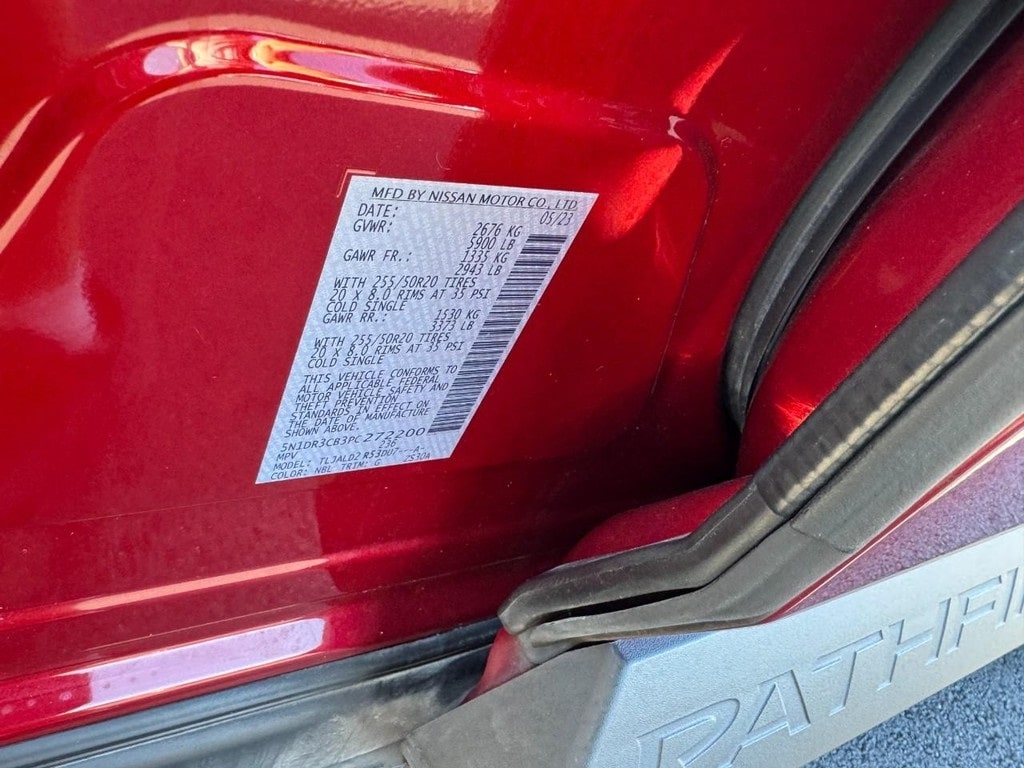 MFD BY NISSAN MOTOR CO., LTD
DATE: 05/23
GVWR: 2676 KG
5900 LB
GAWR FR.: 1335 KG
2943 LB
WITH 255/50R20 TIRES
20 X 8.0 RIMS AT 35 PSI
COLD SINGLE
GAWR RR.: 1530 KG
3373 LB
WITH 255/50R20 TIRES
20 X 8.0 RIMS AT 35 PSI
COLD SINGLE
THIS VEHICLE CONFORMS TO
ALL APPLICABLE FEDERAL
MOTOR VEHICLE SAFETY AND
THEFT PREVENTION
STANDARDS IN EFFECT ON
THE DATE OF MANUFACTURE
SHOWN ABOVE.
5N1DR3CB3PC272200
MPV 236
MODEL: TLJALD2 R53DU7---A-
COLOR: NBL TRIM: G 2530A
PATHFI